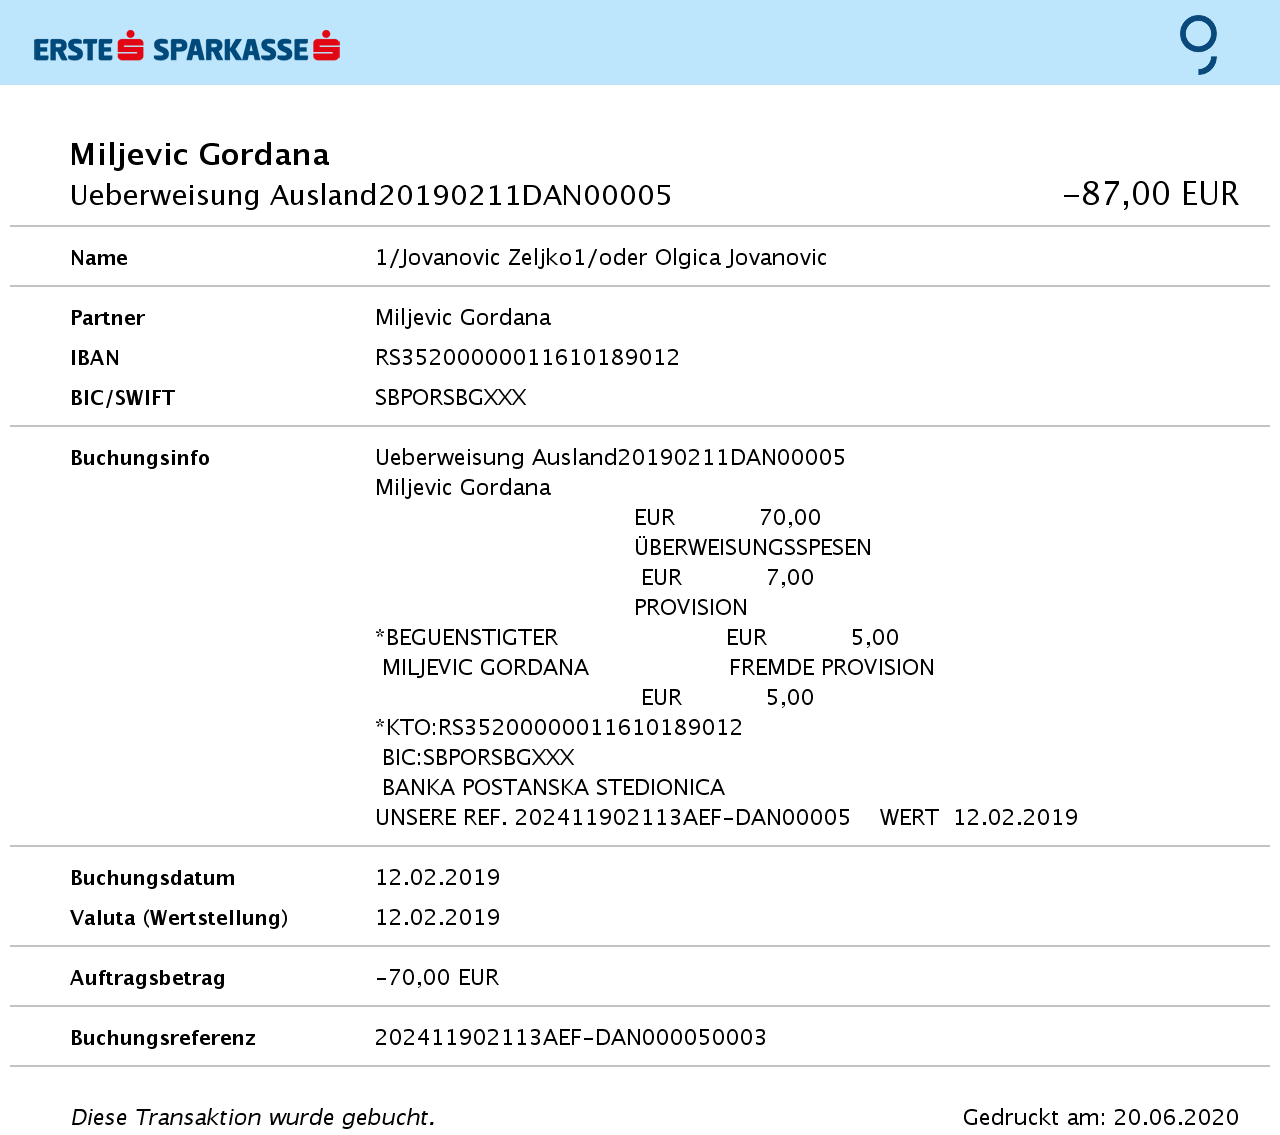 ERSTE SPARKASSE
Miljevic Gordana
Ueberweisung Ausland20190211DAN00005 -87,00 EUR
Name 1/Jovanovic Zeljko1/oder Olgica Jovanovic
Partner Miljevic Gordana
IBAN RS35200000011610189012
BIC/SWIFT SBPORSBGXXX
Buchungsinfo Ueberweisung Ausland20190211DAN00005
Miljevic Gordana
EUR 70,00
ÜBERWEISUNGSSPESEN
EUR 7,00
PROVISION
*BEGUENSTIGTER EUR 5,00
MILJEVIC GORDANA FREMDE PROVISION
EUR 5,00
*KTO:RS35200000011610189012
BIC:SBPORSBGXXX
BANKA POSTANSKA STEDIONICA
UNSERE REF. 202411902113AEF-DAN00005 WERT 12.02.2019
Buchungsdatum 12.02.2019
Valuta (Wertstellung) 12.02.2019
Auftragsbetrag -70,00 EUR
Buchungsreferenz 202411902113AEF-DAN000050003
Diese Transaktion wurde gebucht. Gedruckt am: 20.06.2020